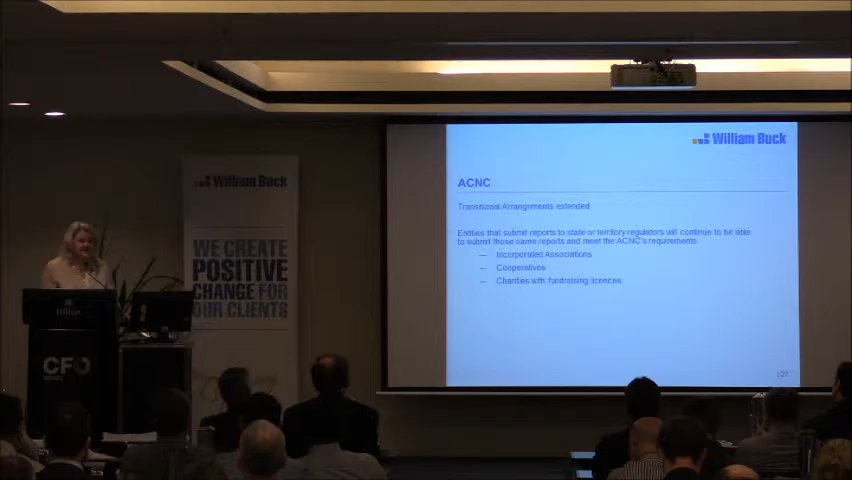 William Buck
WE CREATE
POSITIVE
CHANGE FOR
OUR CLIENTS
Hilton
CFO
William Buck
ACNC
Transitional Arrangements extended
Entities that submit reports to state or territory regulators will continue to be able
to submit those same reports and meet the ACNC's requirements
— Incorporated Associations
— Cooperatives
— Charities with fundraising licences
| 27